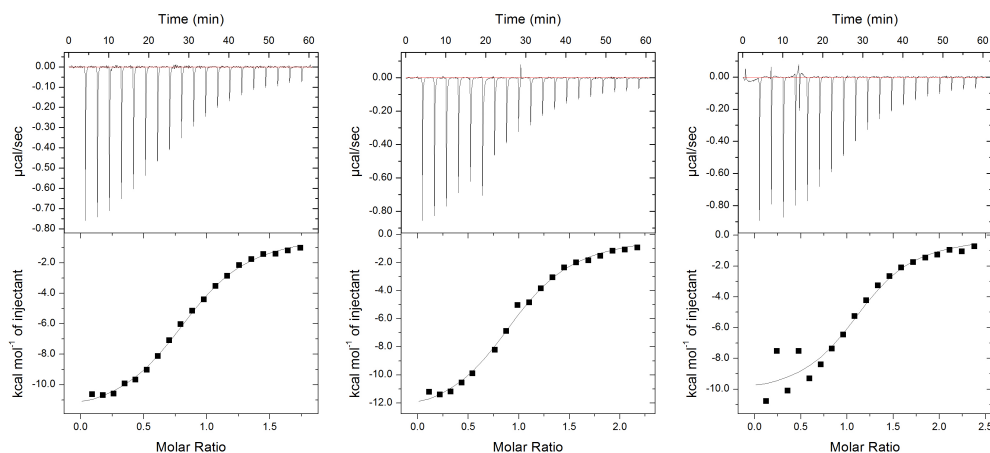 Time (min)
0 10 20 30 40 50 60
0.00
-0.10
-0.20
-0.30
-0.40
-0.50
-0.60
-0.70
-0.80
µcal/sec
-2.0
-4.0
-6.0
-8.0
-10.0
kcal mol⁻¹ of injectant
0.0 0.5 1.0 1.5
Molar Ratio
Time (min)
0 10 20 30 40 50 60
0.00
-0.20
-0.40
-0.60
-0.80
µcal/sec
0.0
-2.0
-4.0
-6.0
-8.0
-10.0
-12.0
kcal mol⁻¹ of injectant
0.0 0.5 1.0 1.5 2.0
Molar Ratio
Time (min)
0 10 20 30 40 50 60
0.00
-0.20
-0.40
-0.60
-0.80
µcal/sec
0.0
-2.0
-4.0
-6.0
-8.0
-10.0
kcal mol⁻¹ of injectant
0.0 0.5 1.0 1.5 2.0 2.5
Molar Ratio